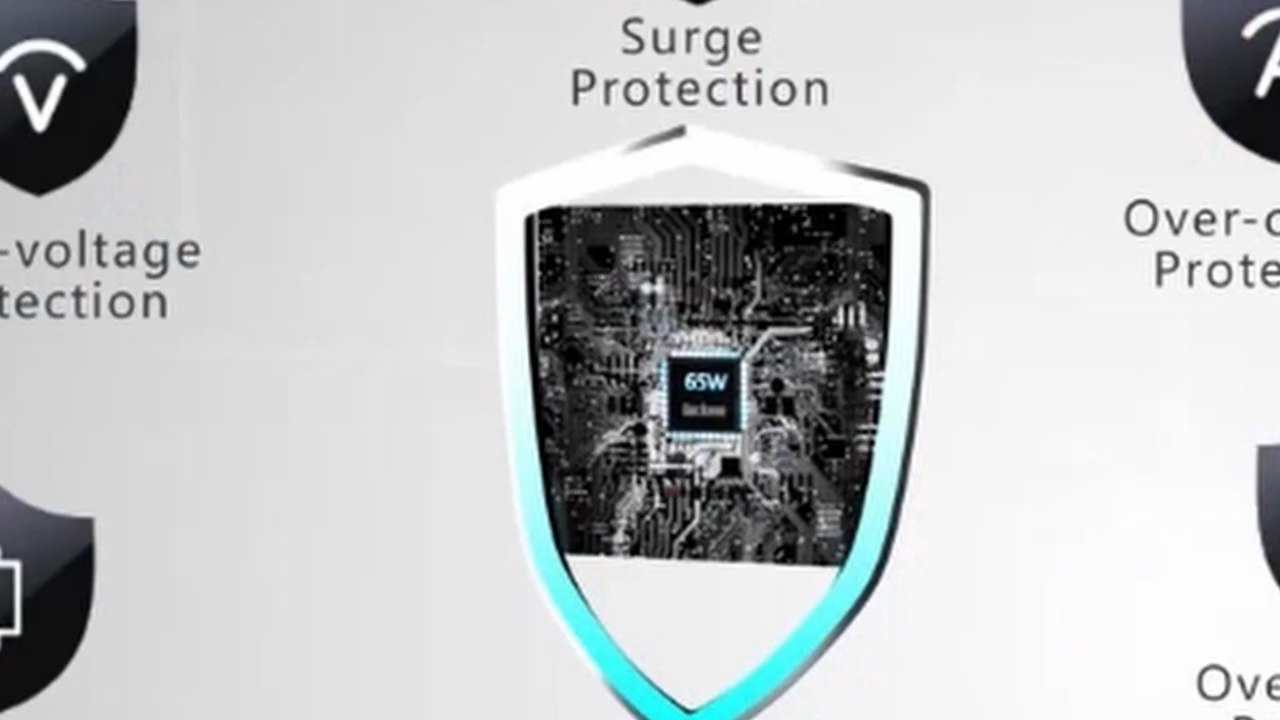 V
Surge
Protection
-voltage
tection
Over-c
Prote
65W
Ove